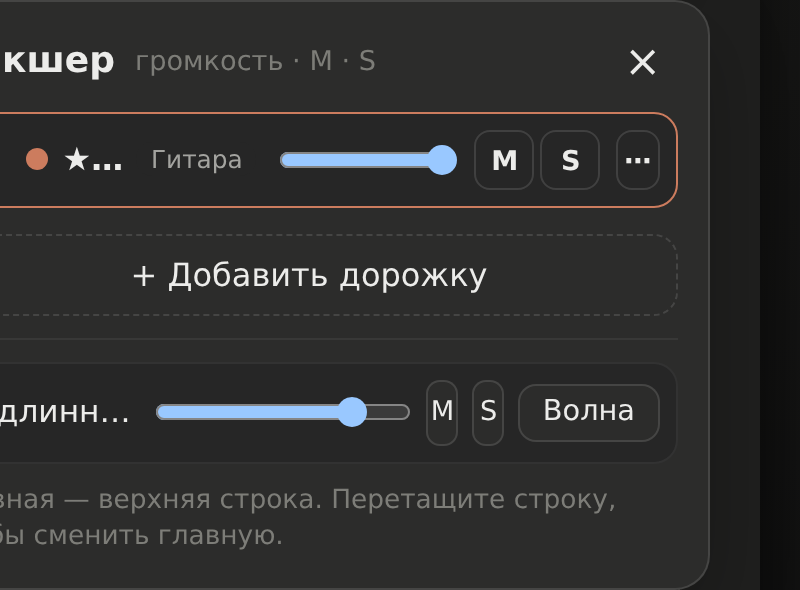 кшер громкость · M · S ×
★… Гитара M S ···
+ Добавить дорожку
длинн… M S Волна
вная — верхняя строка. Перетащите строку,
бы сменить главную.